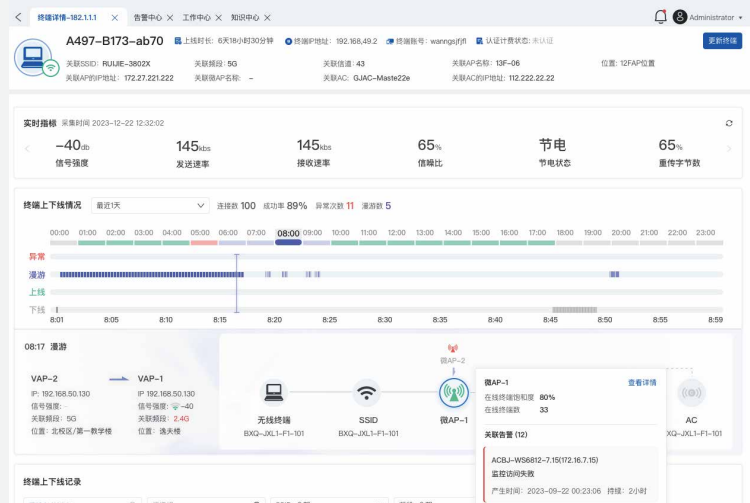 终端详情-182.1.1.1 × 告警中心 × 工作中心 × 知识中心 × Administrator
A497-B173-ab70 上线时长: 6天18小时30分钟 终端IP地址: 192.168,49.2 终端账号: wanngsjfjfl 认证计费状态: 未认证 更新终端
关联SSID: RUIJIE-3802X 关联频段: 5G 关联信道: 43 关联AP名称: 13F-06 位置: 12FAP位置
关联AP的IP地址: 172.27.221.222 关联微AP名称: - 关联AC: GJAC-Maste22e 关联AC的IP地址: 112.222.22.22
实时指标 采集时间 2023-12-22 12:32:02
-40db 145kbs 145kbs 65% 节电 65%
信号强度 发送速率 接收速率 信噪比 节电状态 重传字节数
终端上下线情况 最近1天 连接数 100 成功率 89% 异常次数 11 漫游数 5
00:00 01:00 02:00 03:00 04:00 05:00 06:00 07:00 08:00 09:00 10:00 11:00 12:00 13:00 14:00 15:00 16:00 17:00 18:00 19:00 20:00 21:00 22:00 23:00
异常
漫游
上线
下线
8:01 8:05 8:10 8:15 8:20 8:25 8:30 8:35 8:40 8:45 8:50 8:55 8:59
08:17 漫游
微AP-2
VAP-2 VAP-1
IP: 192.168.50.130 IP 192.168.50.130
信号强度: - 信号强度: -40
关联频段: 5G 关联频段: 2.4G
位置: 北校区/第一教学楼 位置: 逸夫楼
无线终端 SSID 微AP-1 AC
BXQ-JXL1-F1-101 BXQ-JXL1-F1-101 XQ-JXL1-F1-101
微AP-1 查看详情
在线终端饱和度 80%
在线终端数 33
关联告警 (12)
ACBJ-WS6812-7.15(172.16.7.15)
监控访问失败
产生时间: 2023-09-22 00:23:06 持续: 2小时
终端上下线记录